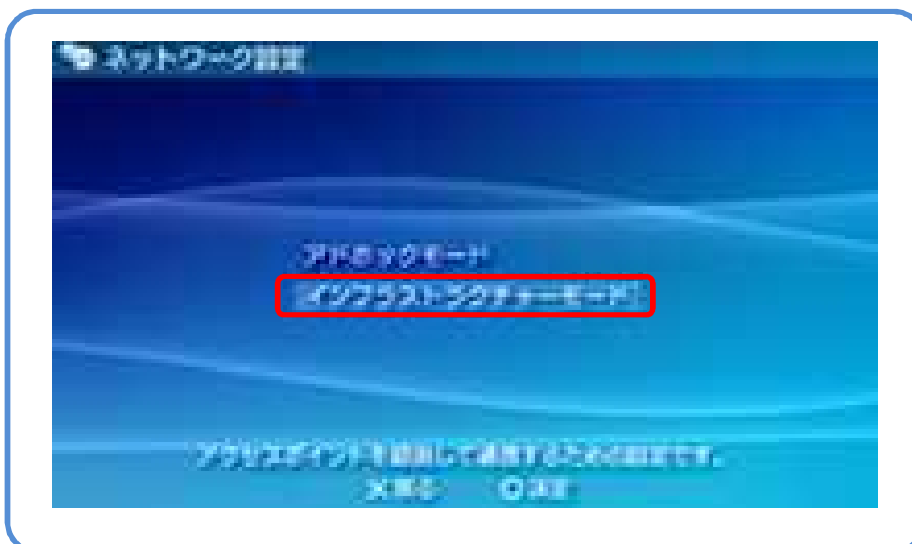 ネットワーク設定
アドホックモード
インフラストラクチャーモード
アクセスポイントを経由して通信するための設定です。
×戻る ○決定